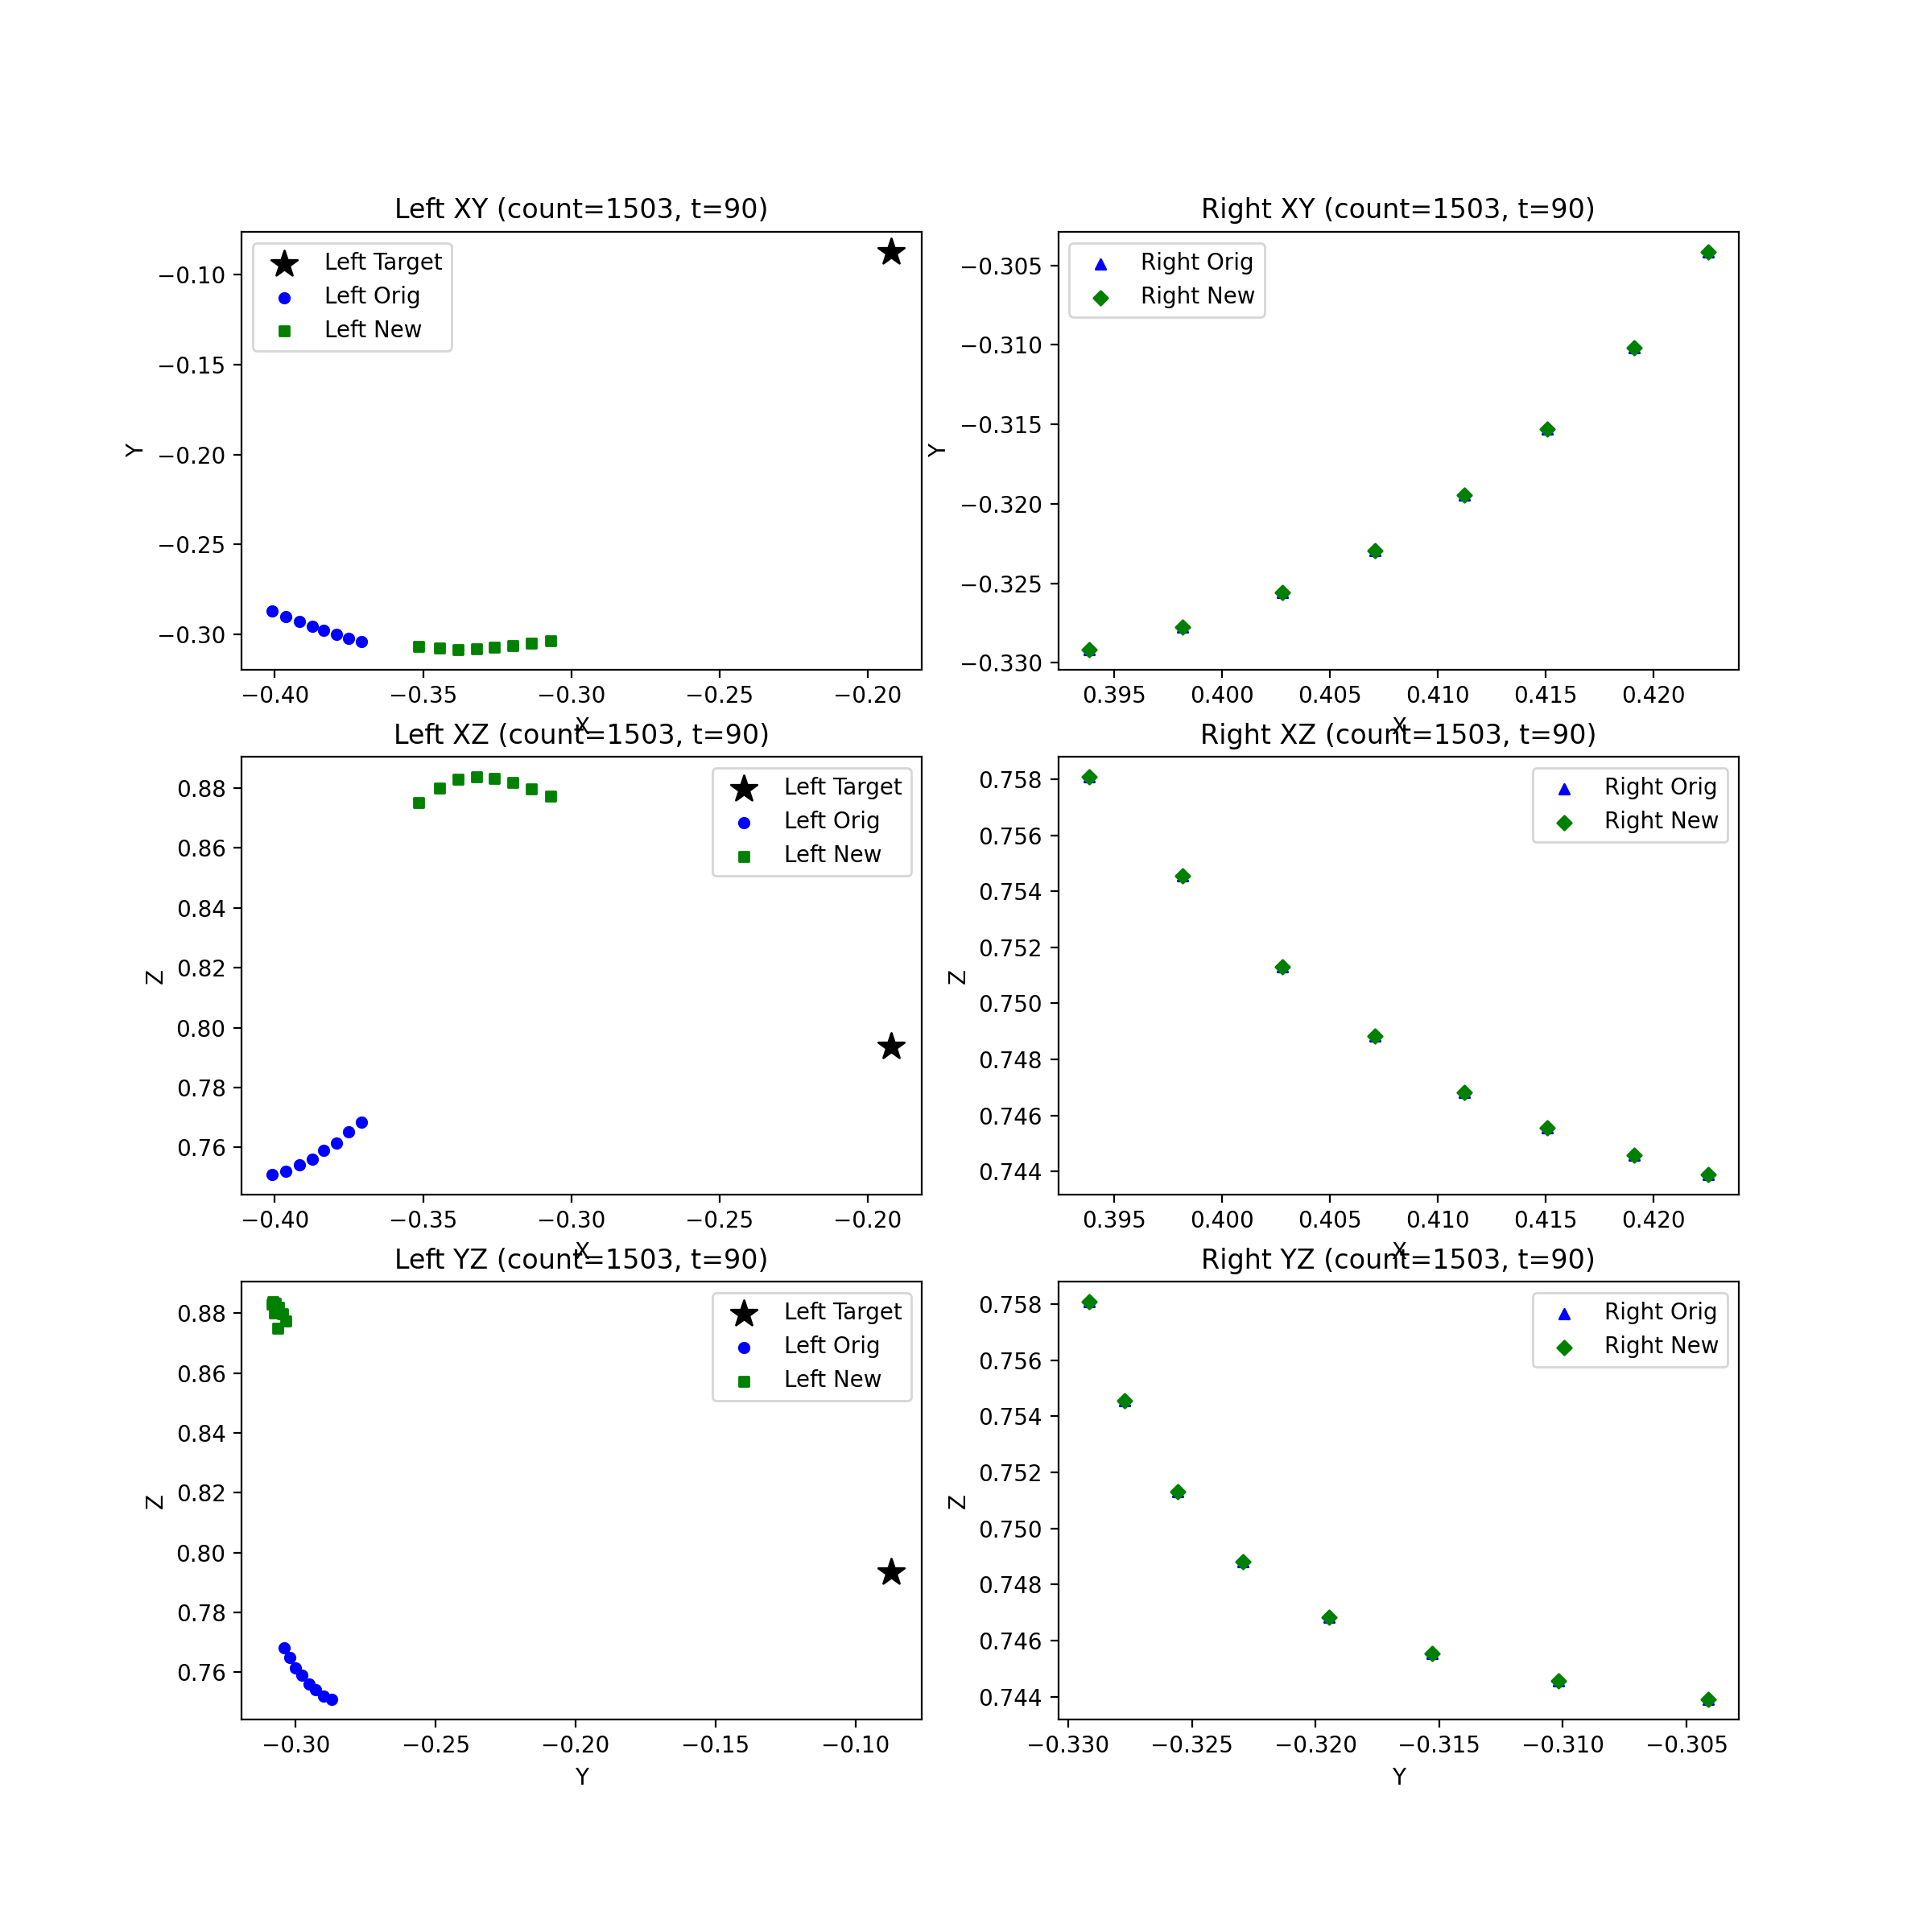 Left XY (count=1503, t=90)
Left Target
Left Orig
Left New
−0.10
−0.15
−0.20
−0.25
−0.30
Y
−0.40 −0.35 −0.30 −0.25 −0.20
X
Right XY (count=1503, t=90)
Right Orig
Right New
−0.305
−0.310
−0.315
−0.320
−0.325
−0.330
Y
0.395 0.400 0.405 0.410 0.415 0.420
X
Left XZ (count=1503, t=90)
Left Target
Left Orig
Left New
0.88
0.86
0.84
0.82
0.80
0.78
0.76
Z
−0.40 −0.35 −0.30 −0.25 −0.20
X
Right XZ (count=1503, t=90)
Right Orig
Right New
0.758
0.756
0.754
0.752
0.750
0.748
0.746
0.744
Z
0.395 0.400 0.405 0.410 0.415 0.420
X
Left YZ (count=1503, t=90)
Left Target
Left Orig
Left New
0.88
0.86
0.84
0.82
0.80
0.78
0.76
Z
−0.30 −0.25 −0.20 −0.15 −0.10
Y
Right YZ (count=1503, t=90)
Right Orig
Right New
0.758
0.756
0.754
0.752
0.750
0.748
0.746
0.744
Z
−0.330 −0.325 −0.320 −0.315 −0.310 −0.305
Y